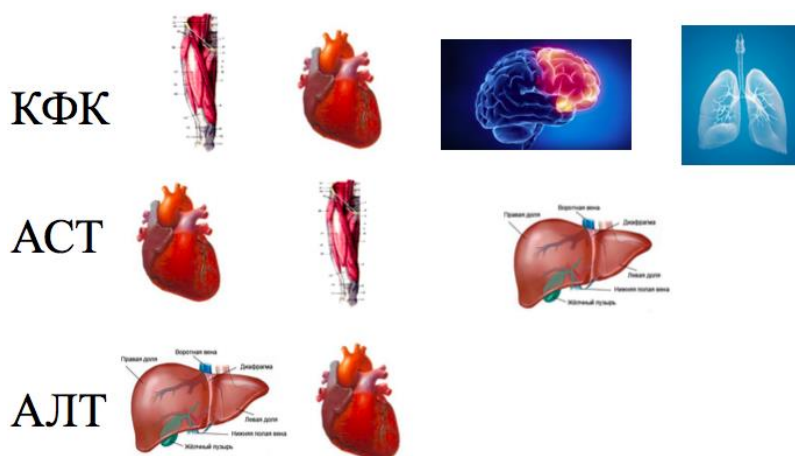 КФК
АСТ
Воротная вена
Правая доля
Диафрагма
Левая доля
Нижняя полая вена
Жёлчный пузырь
АЛТ
Воротная вена
Правая доля
Диафрагма
Левая доля
Нижняя полая вена
Жёлчный пузырь